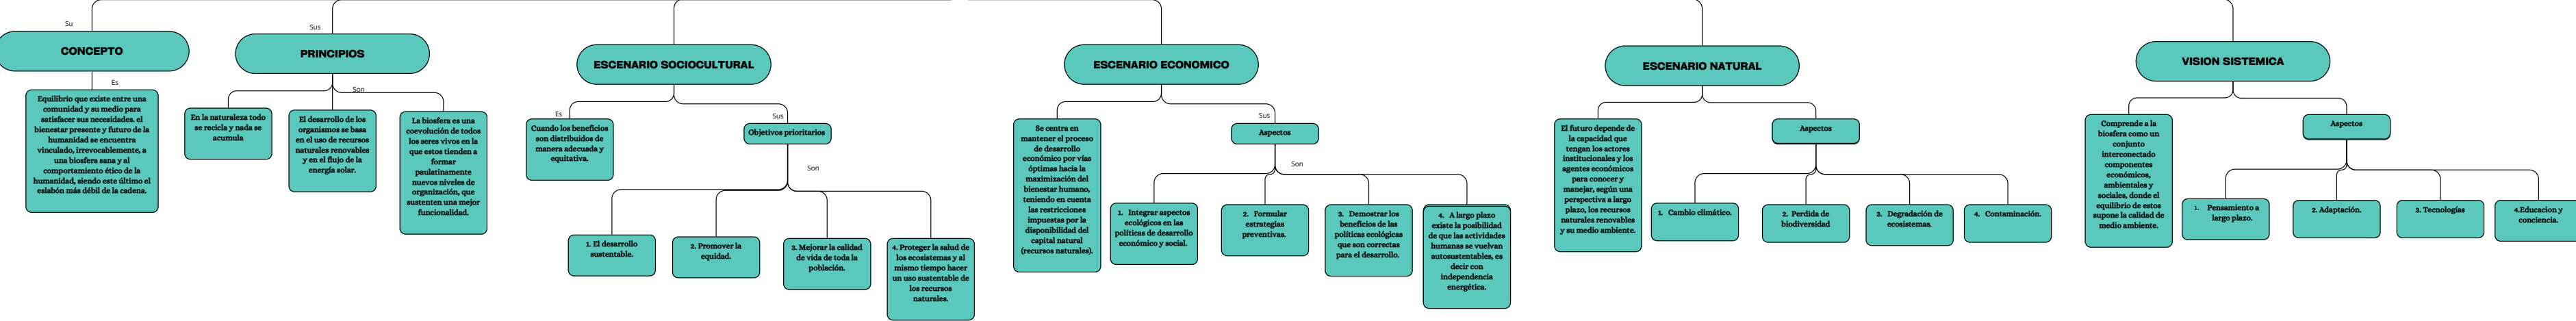 Su
CONCEPTO
Es
Equilibrio que existe entre una
comunidad y su medio para
satisfacer sus necesidades. el
bienestar presente y futuro de la
humanidad se encuentra
vinculado, irrevocablemente, a
una biosfera sana y al
comportamiento ético de la
humanidad, siendo este último el
eslabón más débil de la cadena.
Sus
PRINCIPIOS
Son
En la naturaleza todo
se recicla y nada se
acumula
El desarrollo de los
organismos se basa
en el uso de recursos
naturales renovables
y en el flujo de la
energía solar.
La biosfera es una
coevolución de todos
los seres vivos en la
que estos tienden a
formar
paulatinamente
nuevos niveles de
organización, que
sustenten una mejor
funcionalidad.
ESCENARIO SOCIOCULTURAL
Es
Cuando los beneficios
son distribuidos de
manera adecuada y
equitativa.
Sus
Objetivos prioritarios
Son
1. El desarrollo
sustentable.
2. Promover la
equidad.
3. Mejorar la calidad
de vida de toda la
población.
4. Proteger la salud de
los ecosistemas y al
mismo tiempo hacer
un uso sustentable de
los recursos
naturales.
ESCENARIO ECONOMICO
Se centra en
mantener el proceso
de desarrollo
económico por vías
óptimas hacia la
maximización del
bienestar humano,
teniendo en cuenta
las restricciones
impuestas por la
disponibilidad del
capital natural
(recursos naturales).
Sus
Aspectos
Son
1. Integrar aspectos
ecológicos en las
políticas de desarrollo
económico y social.
2. Formular
estrategias
preventivas.
3. Demostrar los
beneficios de las
políticas ecológicas
que son correctas
para el desarrollo.
4. A largo plazo
existe la posibilidad
de que las actividades
humanas se vuelvan
autosustentables, es
decir con
independencia
energética.
ESCENARIO NATURAL
El futuro depende de
la capacidad que
tengan los actores
institucionales y los
agentes económicos
para conocer y
manejar, según una
perspectiva a largo
plazo, los recursos
naturales renovables
y su medio ambiente.
Aspectos
1. Cambio climático.
2. Perdida de
biodiversidad
3. Degradación de
ecosistemas.
4. Contaminación.
VISION SISTEMICA
Comprende a la
biosfera como un
conjunto
interconectado
componentes
económicos,
ambientales y
sociales, donde el
equilibrio de estos
supone la calidad de
medio ambiente.
Aspectos
1. Pensamiento a
largo plazo.
2. Adaptación.
3. Tecnologías
4.Educacion y
conciencia.